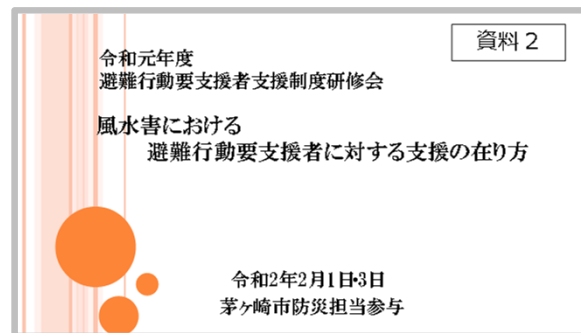 資料２
令和元年度
避難行動要支援者支援制度研修会
風水害における
避難行動要支援者に対する支援の在り方
令和2年2月1日・3日
茅ヶ崎市防災担当参与